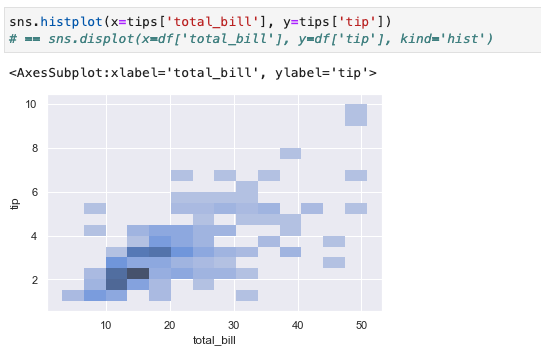 sns.histplot(x=tips['total_bill'], y=tips['tip'])
# == sns.displot(x=df['total_bill'], y=df['tip'], kind='hist')
<AxesSubplot:xlabel='total_bill', ylabel='tip'>
10
8
6
tip
4
2
10 20 30 40 50
total_bill